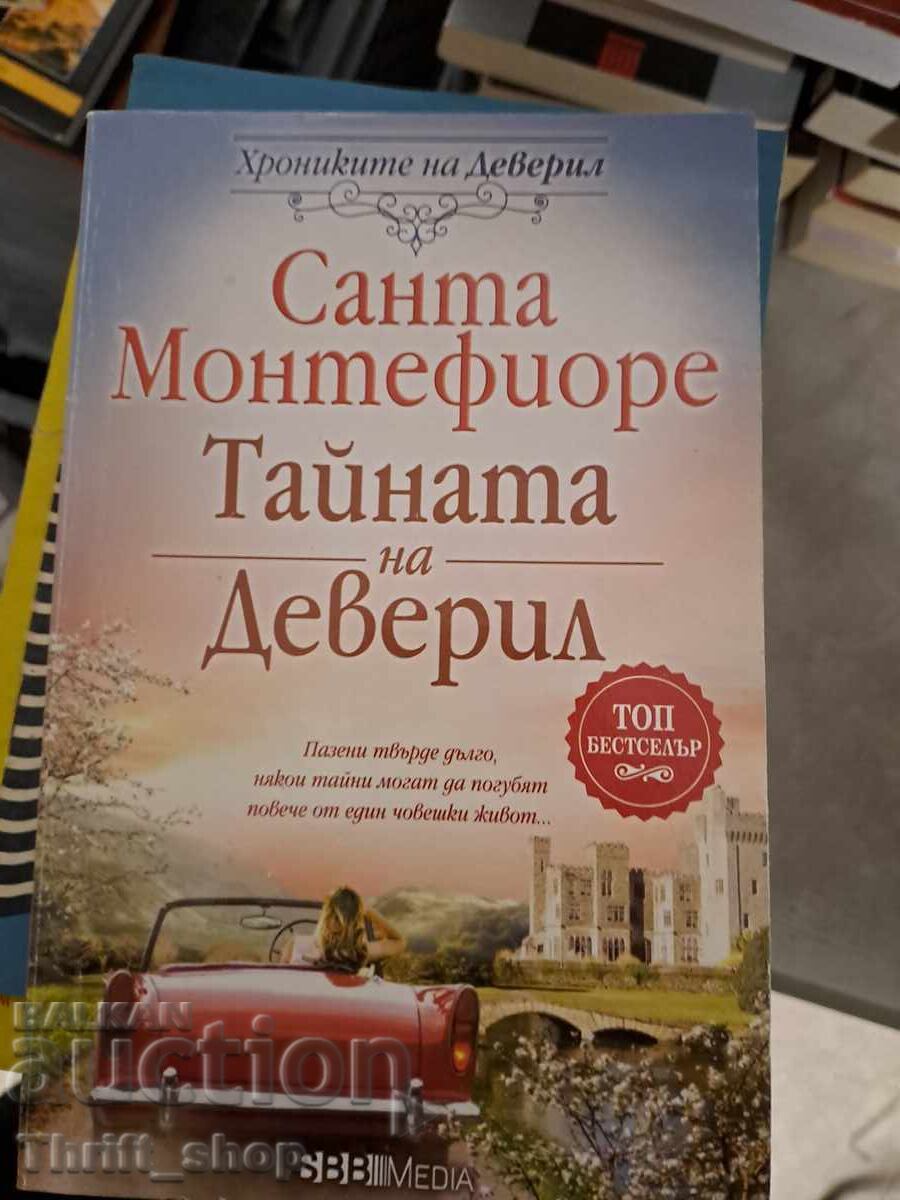 Хрониките на Деверил
Санта
Монтефиоре
Тайната
на
Деверил
ТОП
БЕСТСЕЛЪР
Пазени твърде дълго,
някои тайни могат да погубят
повече от един човешки живот...
BALKAN
auction
Thrift_shop
SBB MEDIA